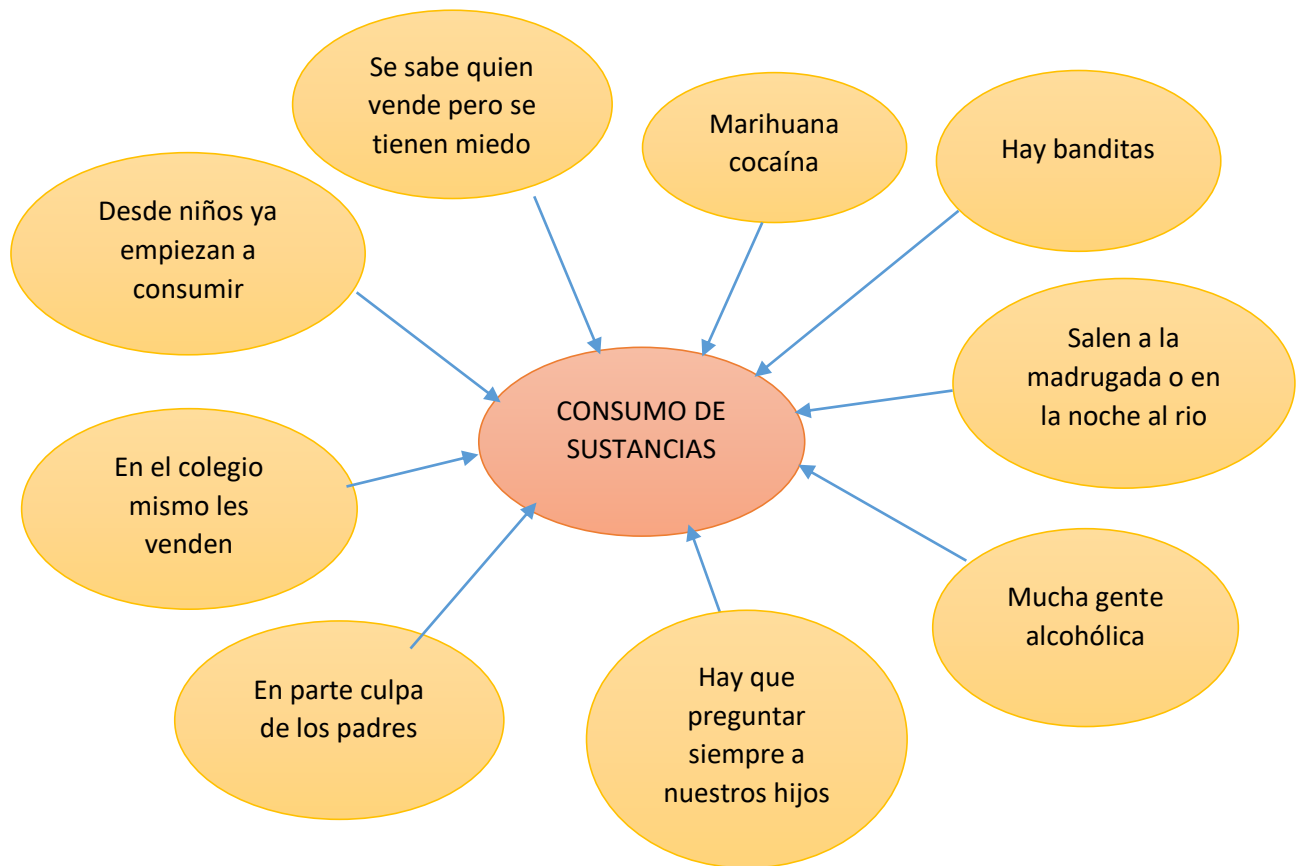 Se sabe quien
vende pero se
tienen miedo
Marihuana
cocaína
Hay banditas
Desde niños ya
empiezan a
consumir
Salen a la
madrugada o en
la noche al rio
CONSUMO DE
SUSTANCIAS
En el colegio
mismo les
venden
Mucha gente
alcohólica
En parte culpa
de los padres
Hay que
preguntar
siempre a
nuestros hijos